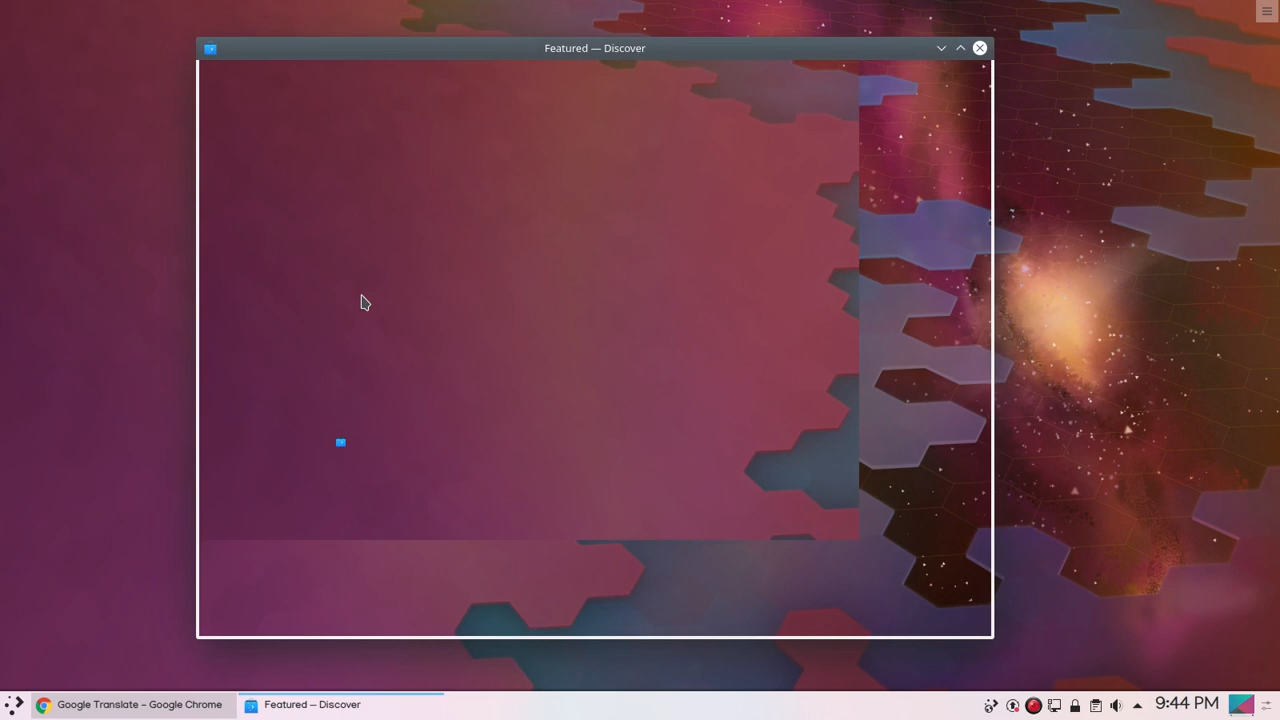 Featured — Discover
Google Translate - Google Chrome
Featured — Discover
9:44 PM